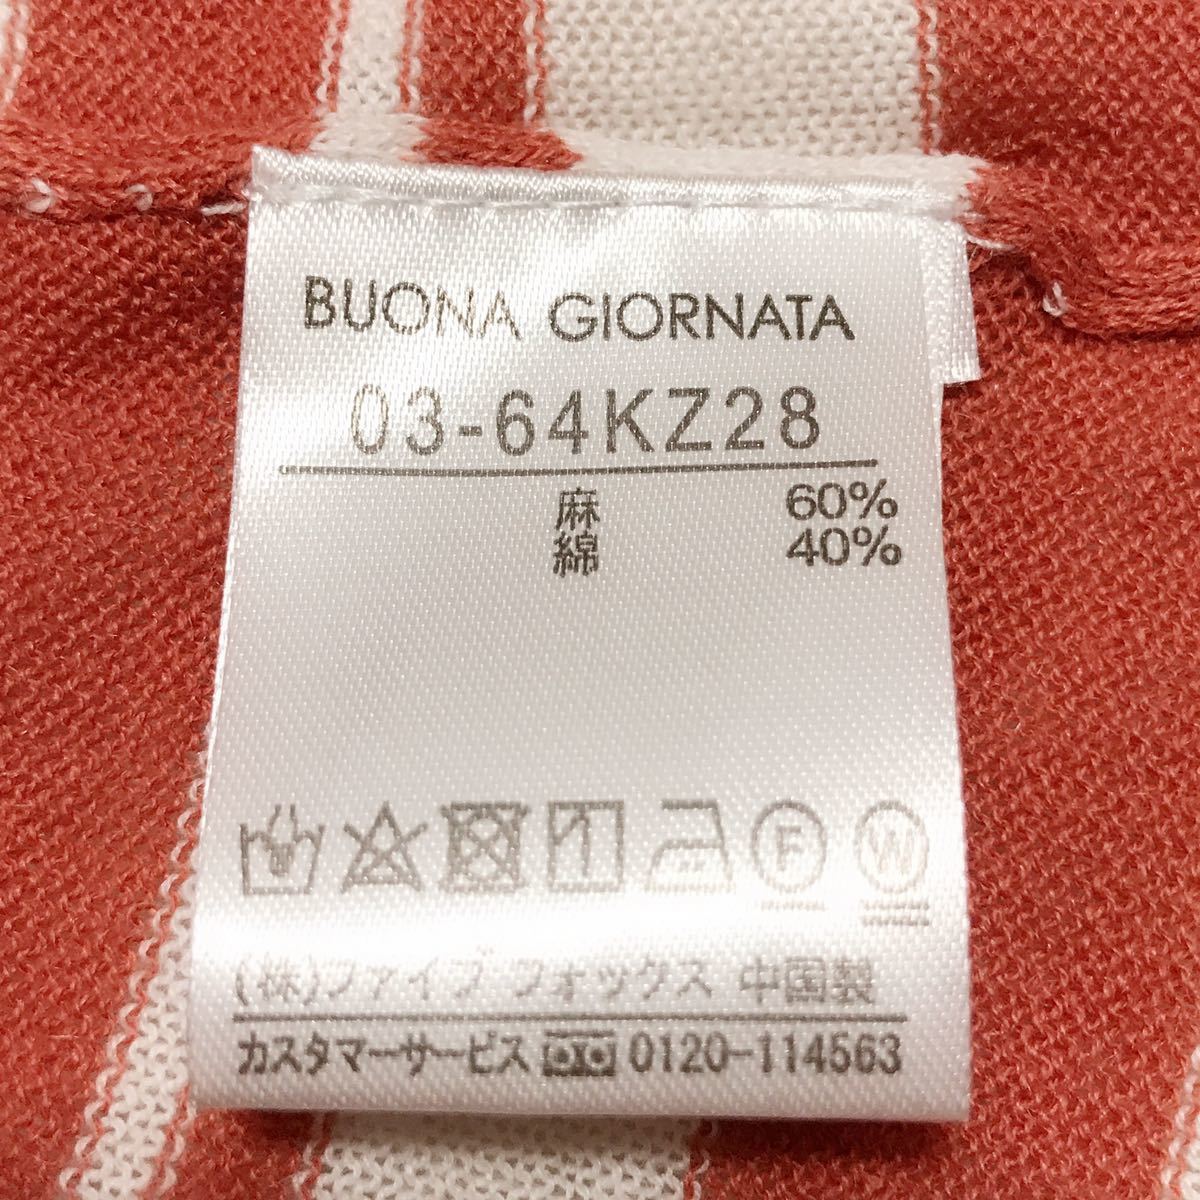 BUONA GIORNATA
03-64KZ28
麻 60%
綿 40%
F W
(株)ファイブ フォックス 中国製
カスタマーサービス 0120-114563